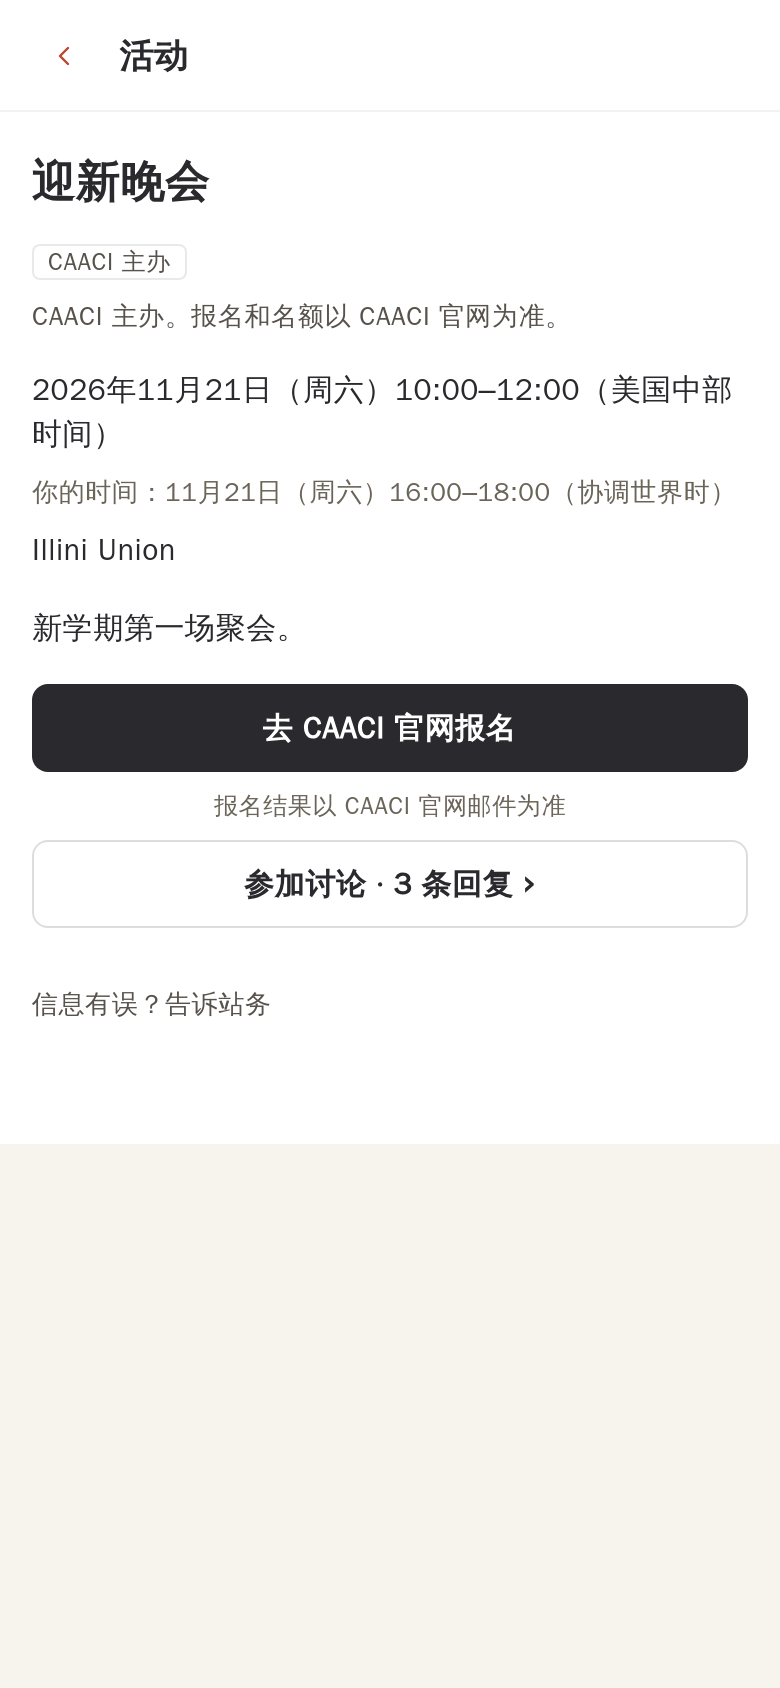 活动
迎新晚会
CAACI 主办
CAACI 主办。报名和名额以 CAACI 官网为准。
2026年11月21日（周六）10:00–12:00（美国中部
时间）
你的时间：11月21日（周六）16:00–18:00（协调世界时）
Illini Union
新学期第一场聚会。
去 CAACI 官网报名
报名结果以 CAACI 官网邮件为准
参加讨论 · 3 条回复 ›
信息有误？告诉站务